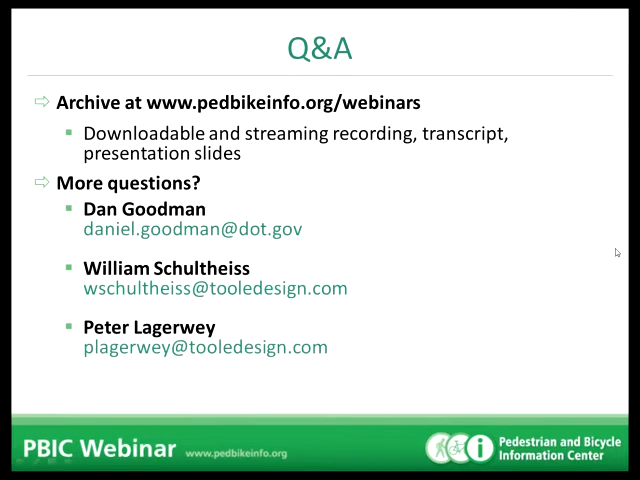 Q&A
Archive at www.pedbikeinfo.org/webinars
Downloadable and streaming recording, transcript,
presentation slides
More questions?
Dan Goodman
daniel.goodman@dot.gov
William Schultheiss
wschultheiss@tooledesign.com
Peter Lagerwey
plagerwey@tooledesign.com
PBIC Webinar www.pedbikeinfo.org
i
Pedestrian and Bicycle
Information Center